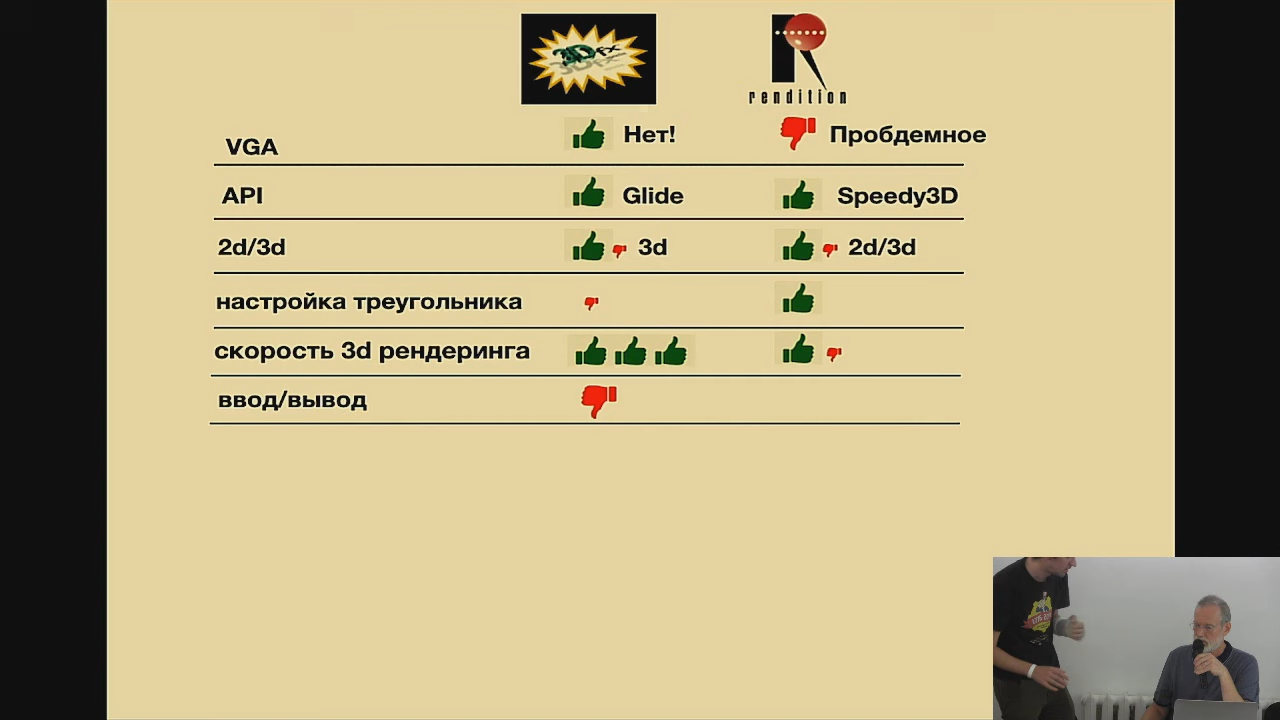 3Dfx
rendition
VGA Нет! Пробдемное
API Glide Speedy3D
2d/3d 3d 2d/3d
настройка треугольника
скорость 3d рендеринга
ввод/вывод